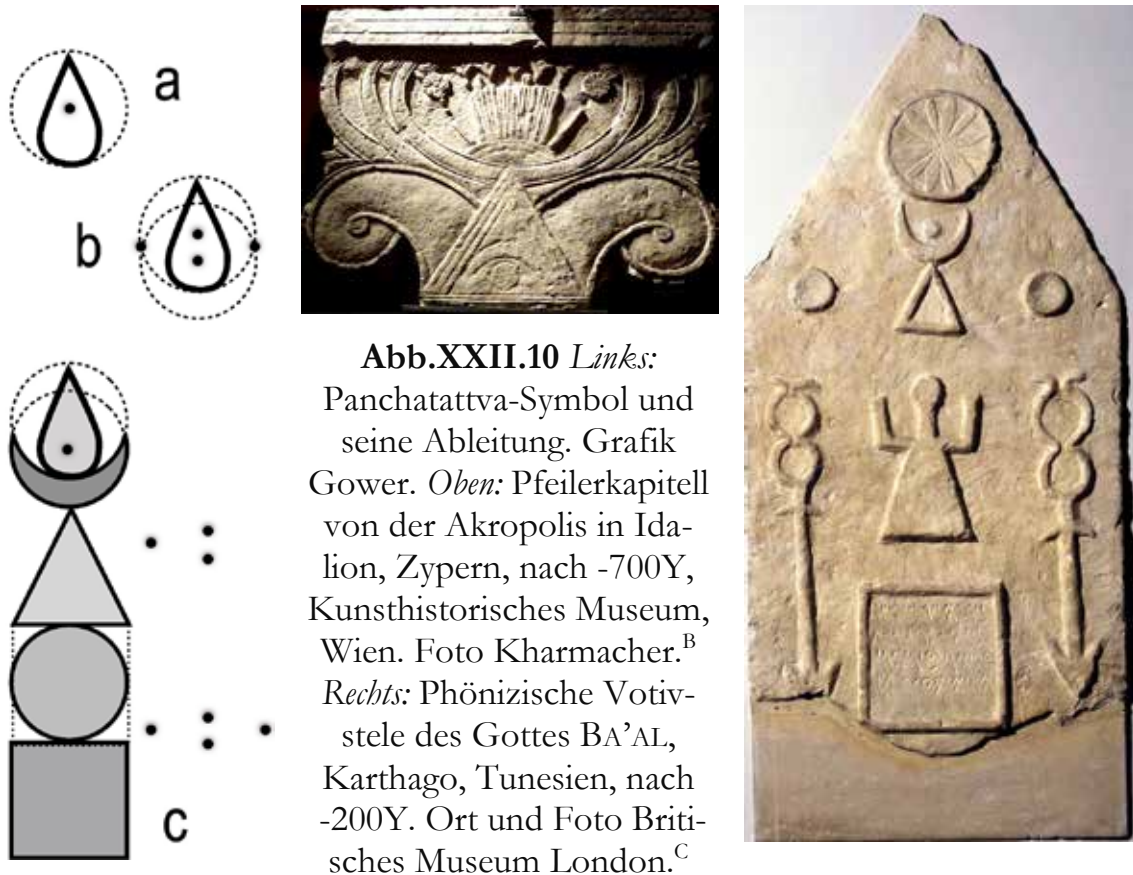 a
b
c
Abb.XXII.10 Links:
Panchatattva-Symbol und
seine Ableitung. Grafik
Gower. Oben: Pfeilerkapitell
von der Akropolis in Ida-
lion, Zypern, nach -700Y,
Kunsthistorisches Museum,
Wien. Foto Kharmacher.B
Rechts: Phönizische Votiv-
stele des Gottes BA’AL,
Karthago, Tunesien, nach
-200Y. Ort und Foto Briti-
sches Museum London.C